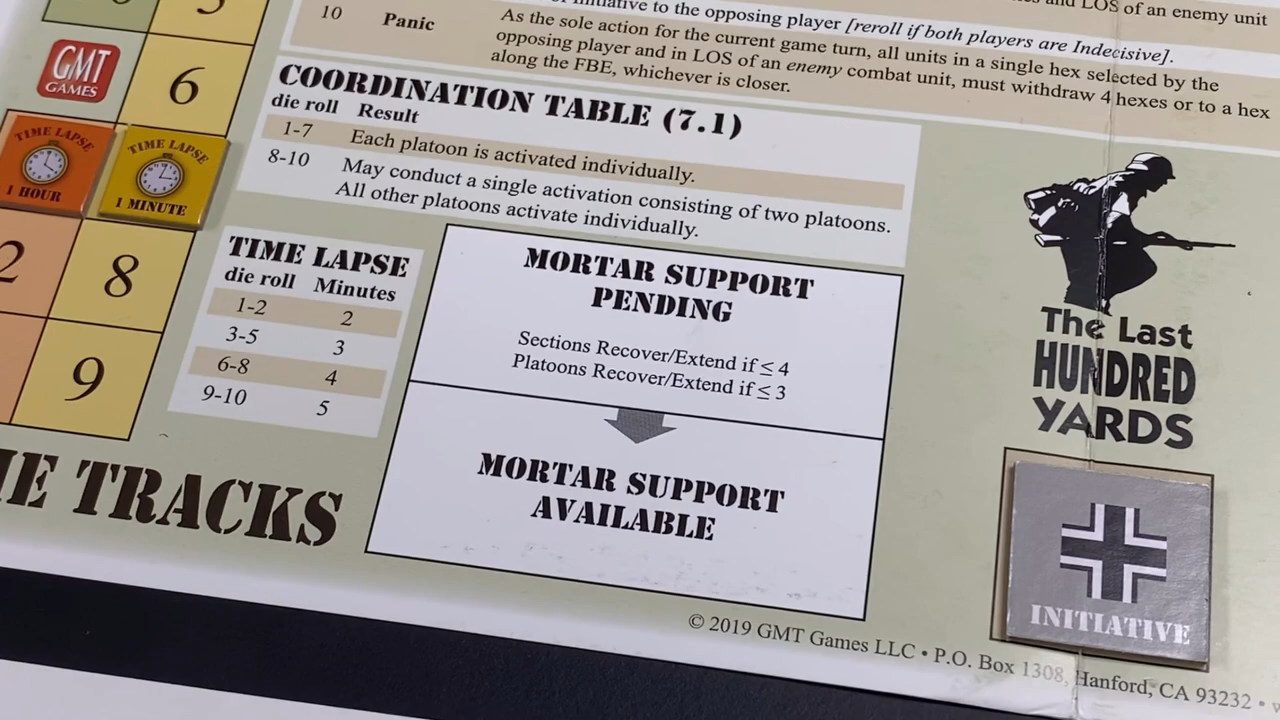 and LOS of an enemy unit
initiative to the opposing player [reroll if both players are Indecisive].
10 Panic As the sole action for the current game turn, all units in a single hex selected by the
opposing player and in LOS of an enemy combat unit, must withdraw 4 hexes or to a hex
along the FBE, whichever is closer.
5
GMT
GAMES
6
TIME LAPSE
1 HOUR
TIME LAPSE
1 MINUTE
2
8
9
COORDINATION TABLE (7.1)
die roll Result
1-7 Each platoon is activated individually.
8-10 May conduct a single activation consisting of two platoons.
All other platoons activate individually.
TIME LAPSE
die roll Minutes
1-2 2
3-5 3
6-8 4
9-10 5
MORTAR SUPPORT
PENDING
Sections Recover/Extend if ≤ 4
Platoons Recover/Extend if ≤ 3
MORTAR SUPPORT
AVAILABLE
The Last
HUNDRED
YARDS
INITIATIVE
TRACKS
© 2019 GMT Games LLC • P.O. Box 1308, Hanford, CA 93232 •